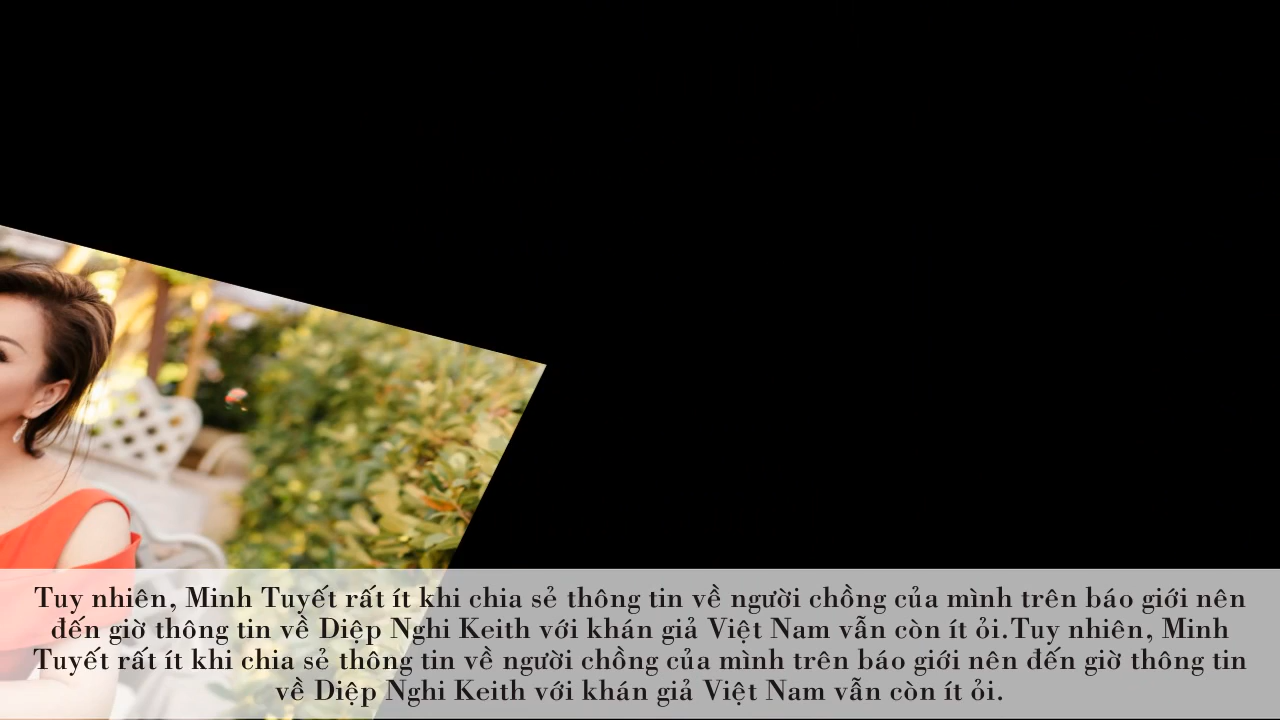 Tuy nhiên, Minh Tuyết rất ít khi chia sẻ thông tin về người chồng của mình trên báo giới nên
đến giờ thông tin về Diệp Nghi Keith với khán giả Việt Nam vẫn còn ít ỏi.Tuy nhiên, Minh
Tuyết rất ít khi chia sẻ thông tin về người chồng của mình trên báo giới nên đến giờ thông tin
về Diệp Nghi Keith với khán giả Việt Nam vẫn còn ít ỏi.